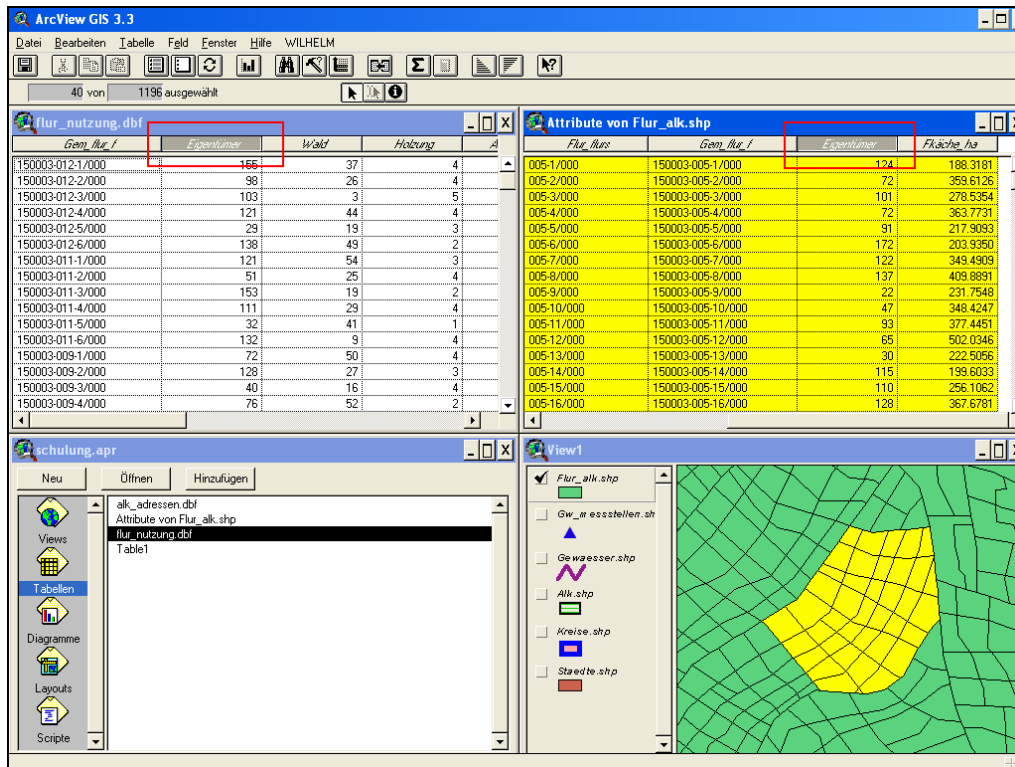 ArcView GIS 3.3
Datei Bearbeiten Tabelle Feld Fenster Hilfe WILHELM
40 von 1196 ausgewählt
flur_nutzung.dbf
Gem_flur_f Eigentümer Wald Holzung A
150003-012-1/000 155 37 4
150003-012-2/000 98 26 4
150003-012-3/000 103 3 5
150003-012-4/000 121 44 4
150003-012-5/000 29 19 3
150003-012-6/000 138 49 2
150003-011-1/000 121 54 3
150003-011-2/000 51 25 4
150003-011-3/000 153 19 2
150003-011-4/000 111 29 4
150003-011-5/000 32 41 1
150003-011-6/000 132 9 4
150003-009-1/000 72 50 4
150003-009-2/000 128 27 3
150003-009-3/000 40 16 4
150003-009-4/000 76 52 2
Attribute von Flur_alk.shp
Flur_flurs Gem_flur_f Eigentümer Fkäche_ha
005-1/000 150003-005-1/000 124 188.3181
005-2/000 150003-005-2/000 72 359.6126
005-3/000 150003-005-3/000 101 278.5354
005-4/000 150003-005-4/000 72 363.7731
005-5/000 150003-005-5/000 91 217.9093
005-6/000 150003-005-6/000 172 203.9350
005-7/000 150003-005-7/000 122 349.4909
005-8/000 150003-005-8/000 137 409.8891
005-9/000 150003-005-9/000 22 231.7548
005-10/000 150003-005-10/000 47 348.4247
005-11/000 150003-005-11/000 93 377.4451
005-12/000 150003-005-12/000 65 502.0346
005-13/000 150003-005-13/000 30 222.5056
005-14/000 150003-005-14/000 115 199.6033
005-15/000 150003-005-15/000 110 256.1062
005-16/000 150003-005-16/000 128 367.6781
schulung.apr
Neu Öffnen Hinzufügen
Views
Tabellen
Diagramme
Layouts
Scripte
alk_adressen.dbf
Attribute von Flur_alk.shp
flur_nutzung.dbf
Table1
View1
Flur_alk.shp
Gw_messstellen.sh
Gewaesser.shp
Alk.shp
Kreise.shp
Staedte.shp